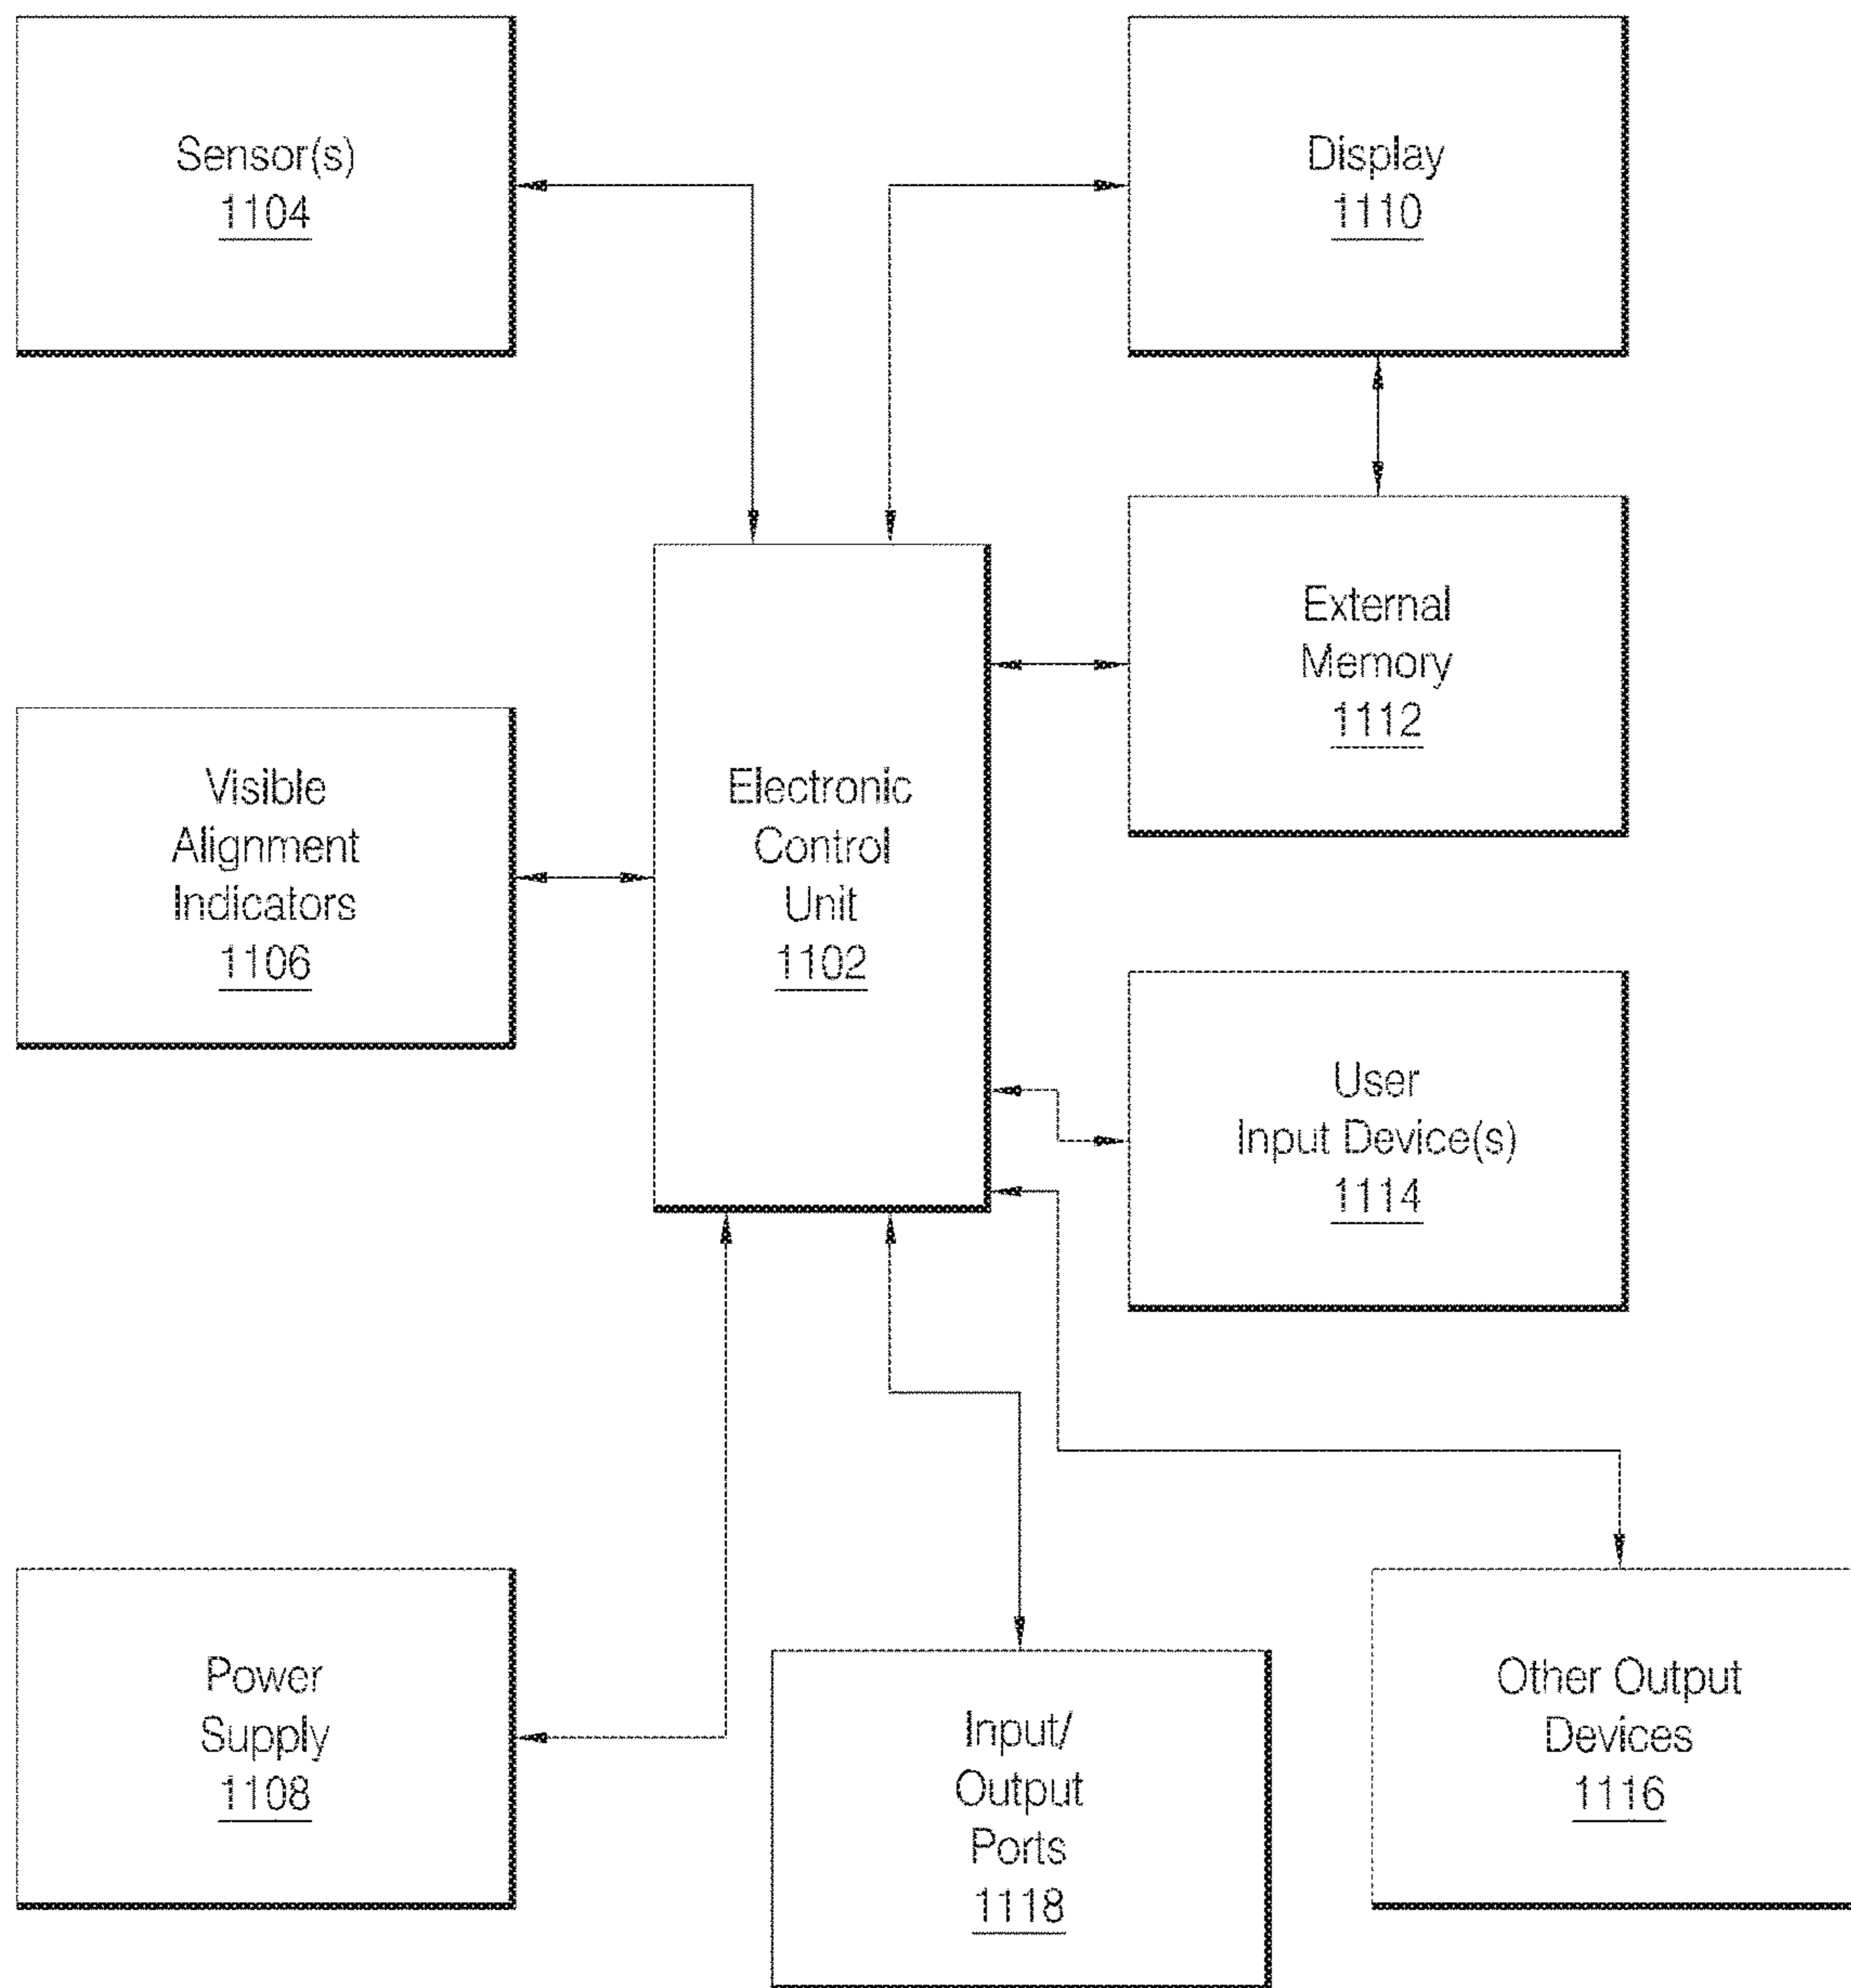 Sensor(s)
1104
Display
1110
External
Memory
1112
Visible
Alignment
Indicators
1106
Electronic
Control
Unit
1102
User
Input Device(s)
1114
Power
Supply
1108
Input/
Output
Ports
1118
Other Output
Devices
1116